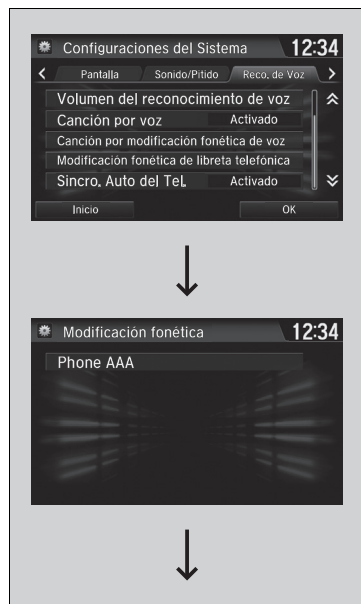 Configuraciones del Sistema 12:34
Pantalla Sonido/Pitido Reco. de Voz
Volumen del reconocimiento de voz
Canción por voz Activado
Canción por modificación fonética de voz
Modificación fonética de libreta telefónica
Sincro. Auto del Tel. Activado
Inicio OK
Modificación fonética 12:34
Phone AAA